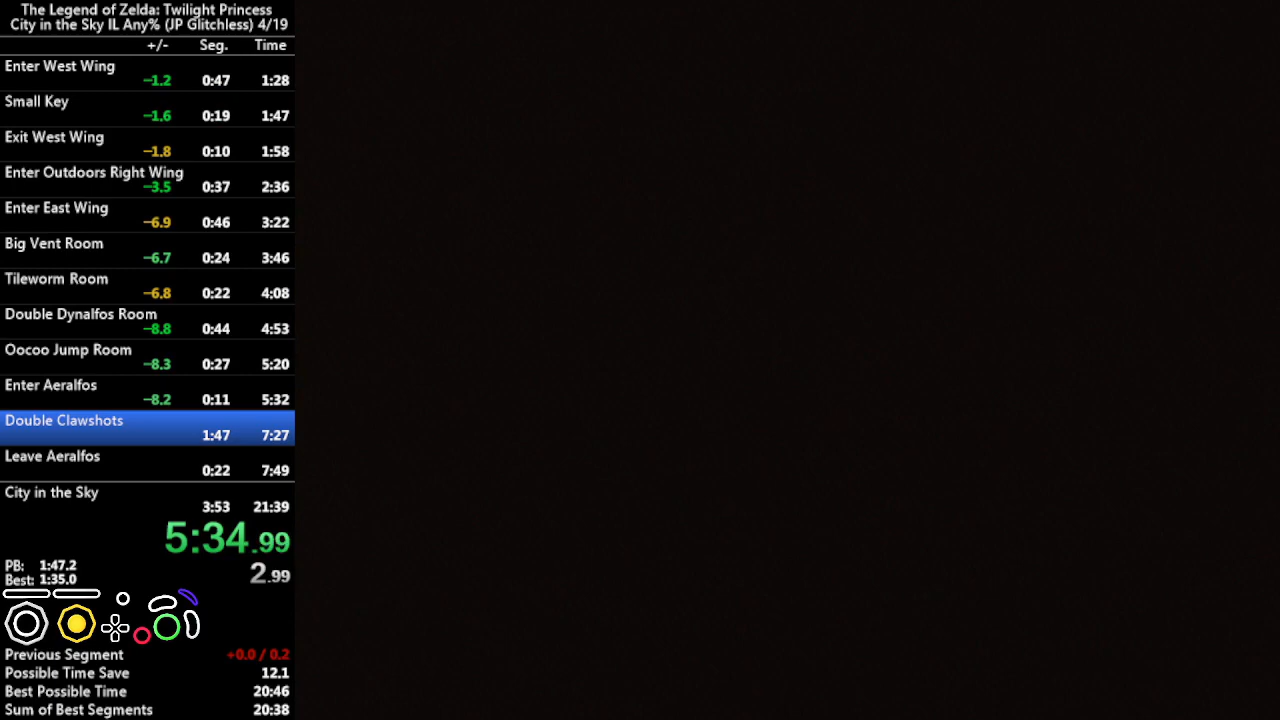 The Legend of Zelda: Twilight Princess
City in the Sky IL Any% (JP Glitchless) 4/19
+/- Seg. Time
Enter West Wing
−1.2 0:47 1:28
Small Key
−1.6 0:19 1:47
Exit West Wing
−1.8 0:10 1:58
Enter Outdoors Right Wing
−3.5 0:37 2:36
Enter East Wing
−6.9 0:46 3:22
Big Vent Room
−6.7 0:24 3:46
Tileworm Room
−6.8 0:22 4:08
Double Dynalfos Room
−8.8 0:44 4:53
Oocoo Jump Room
−8.3 0:27 5:20
Enter Aeralfos
−8.2 0:11 5:32
Double Clawshots
1:47 7:27
Leave Aeralfos
0:22 7:49
City in the Sky
3:53 21:39
5:34.99
PB: 1:47.2
2.99
Best: 1:35.0
Previous Segment +0.0 / 0.2
Possible Time Save 12.1
Best Possible Time 20:46
Sum of Best Segments 20:38